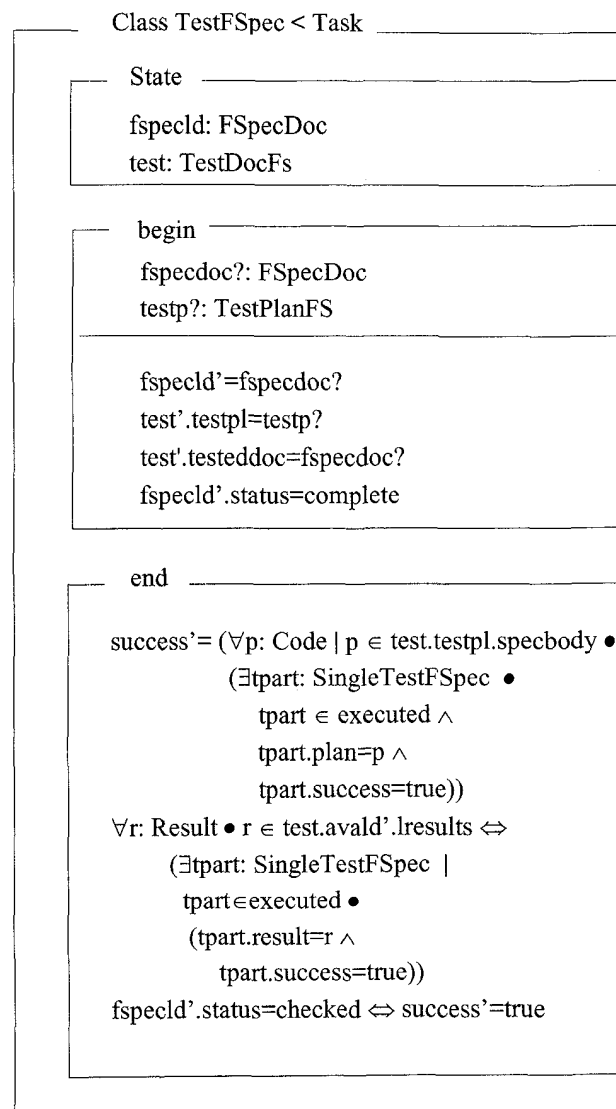 Class TestFSpec < Task
State
fspecld: FSpecDoc
test: TestDocFs
begin
fspecdoc?: FSpecDoc
testp?: TestPlanFS
fspecld’=fspecdoc?
test’.testpl=testp?
test'.testeddoc=fspecdoc?
fspecld’.status=complete
end
success’= (∀p: Code | p ∈ test.testpl.specbody •
(∃tpart: SingleTestFSpec •
tpart ∈ executed ∧
tpart.plan=p ∧
tpart.success=true))
∀r: Result • r ∈ test.avald’.lresults ⇔
(∃tpart: SingleTestFSpec |
tpart∈executed •
(tpart.result=r ∧
tpart.success=true))
fspecld’.status=checked ⇔ success’=true